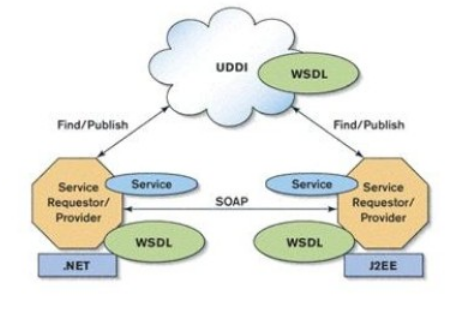 UDDI
WSDL
Find/Publish
Find/Publish
Service
Requestor/
Provider
Service
SOAP
Service
Service
Requestor/
Provider
WSDL
WSDL
.NET
J2EE